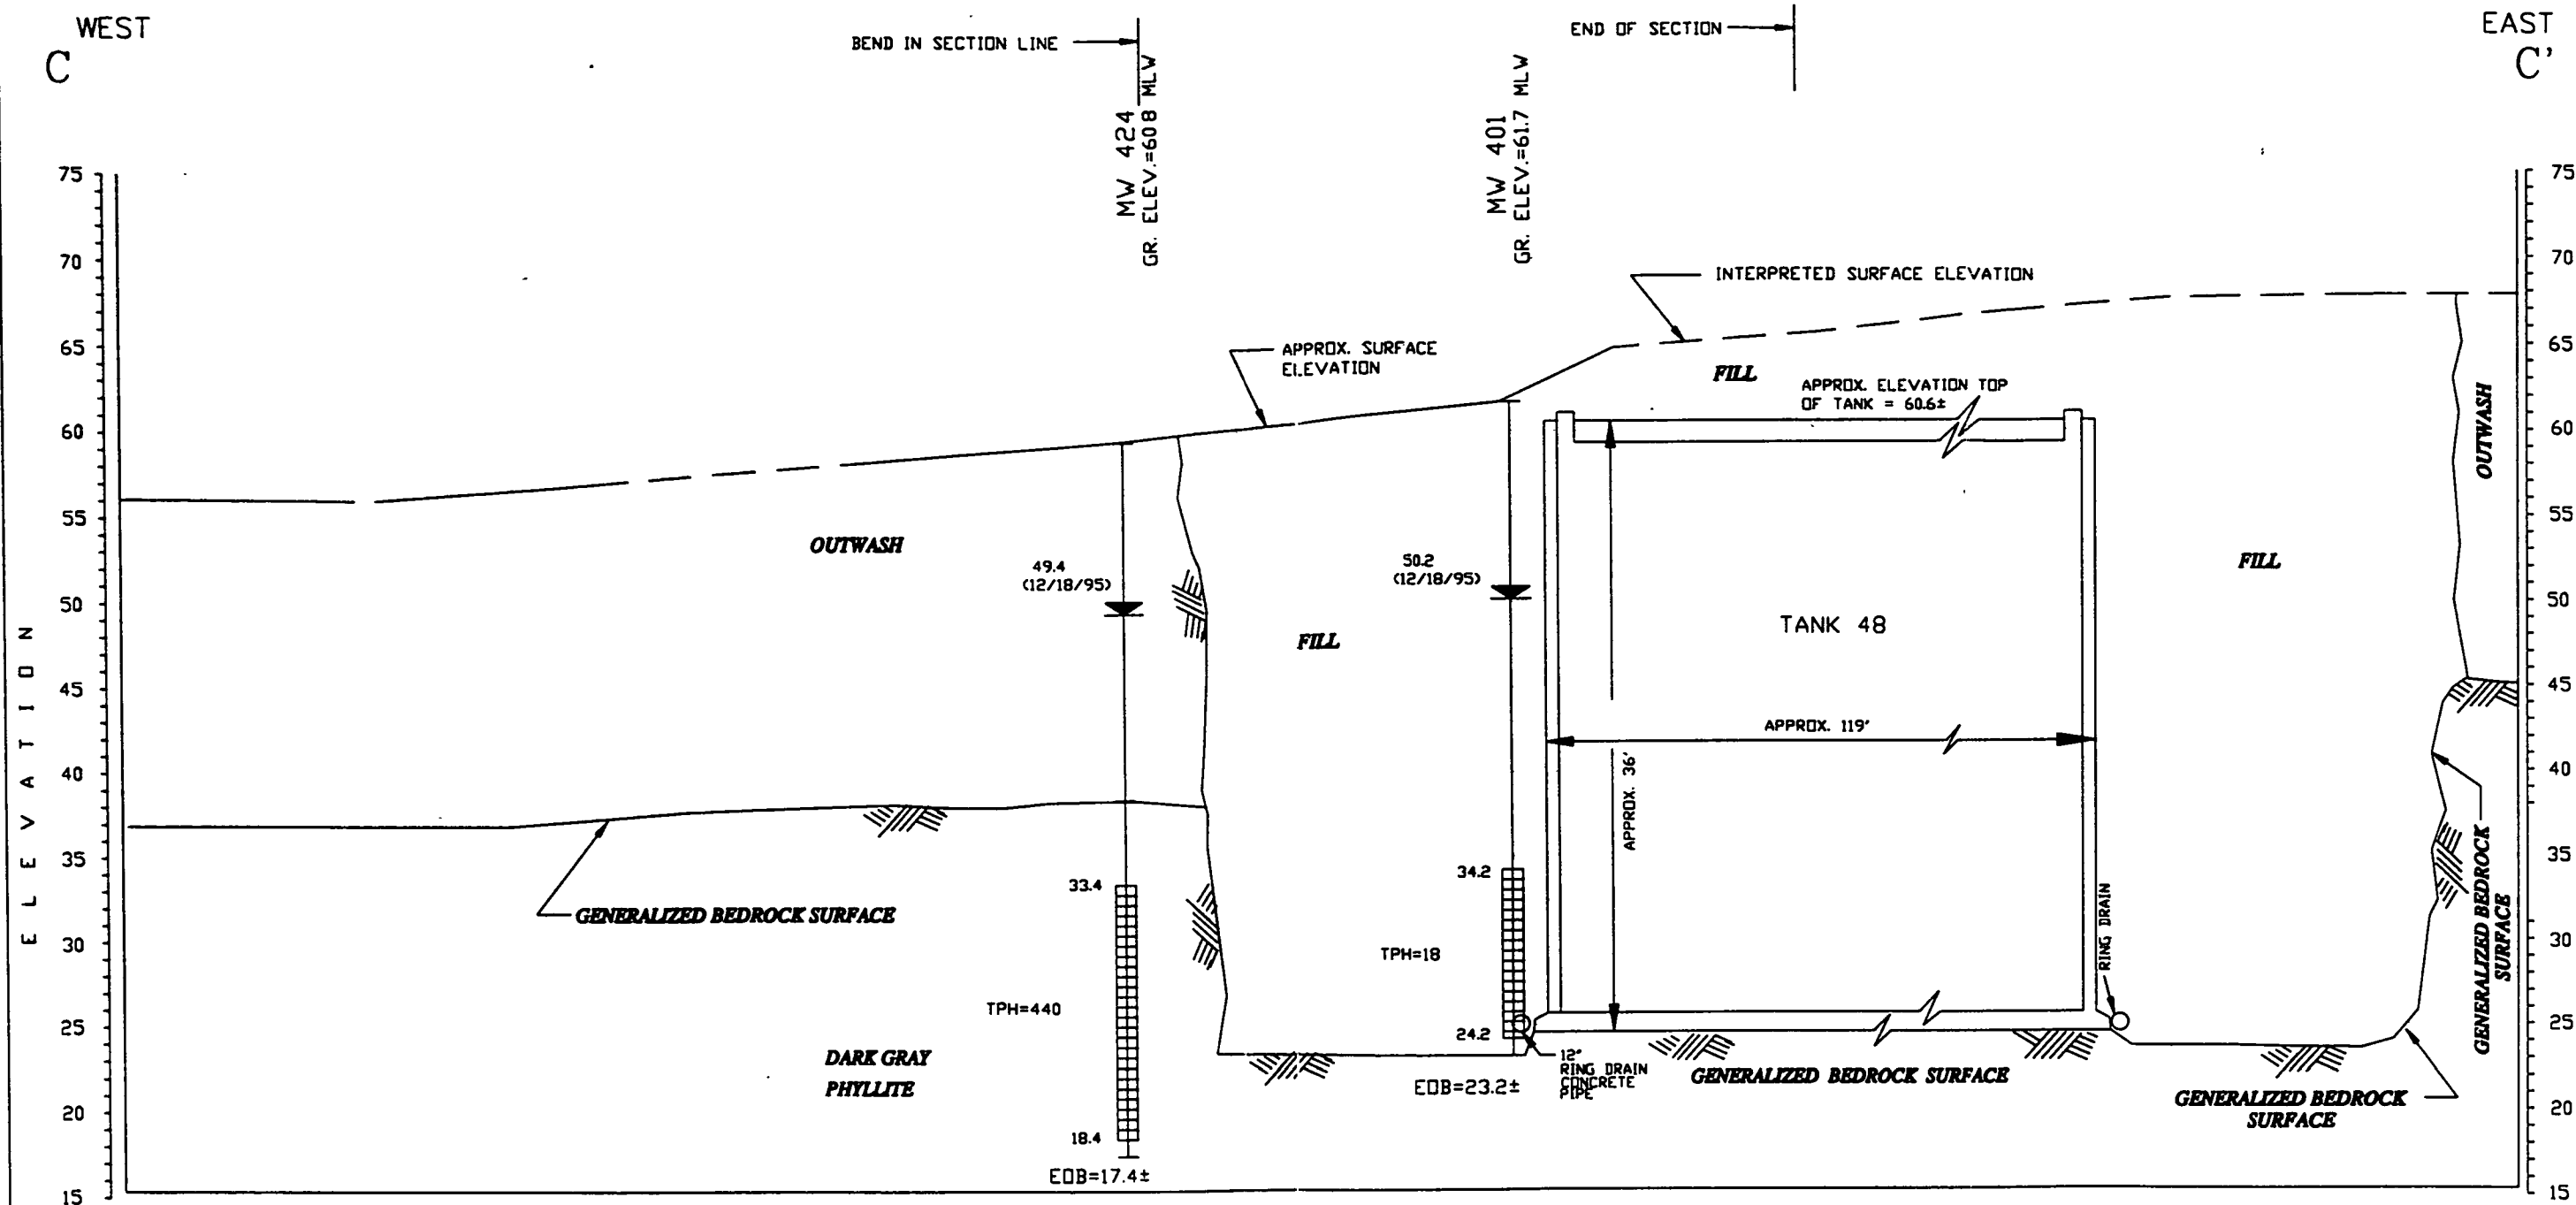 WEST
C
BEND IN SECTION LINE
END OF SECTION
EAST
C'
MW 424
GR. ELEV.=60.8 MLW
MW 401
GR. ELEV.=61.7 MLW
75
70
65
60
55
50
45
40
35
30
25
20
15
ELEVATION
75
70
65
60
55
50
45
40
35
30
25
20
15
INTERPRETED SURFACE ELEVATION
APPROX. SURFACE
ELEVATION
FILL
APPROX. ELEVATION TOP
OF TANK = 60.6±
OUTWASH
OUTWASH
49.4
(12/18/95)
50.2
(12/18/95)
FILL
FILL
TANK 48
APPROX. 119'
APPROX. 36'
33.4
34.2
GENERALIZED BEDROCK SURFACE
TPH=18
RING DRAIN
GENERALIZED BEDROCK
SURFACE
TPH=440
24.2
DARK GRAY
PHYLLITE
12"
RING DRAIN
CONCRETE
PIPE
EOB=23.2±
GENERALIZED BEDROCK SURFACE
GENERALIZED BEDROCK
SURFACE
18.4
EOB=17.4±